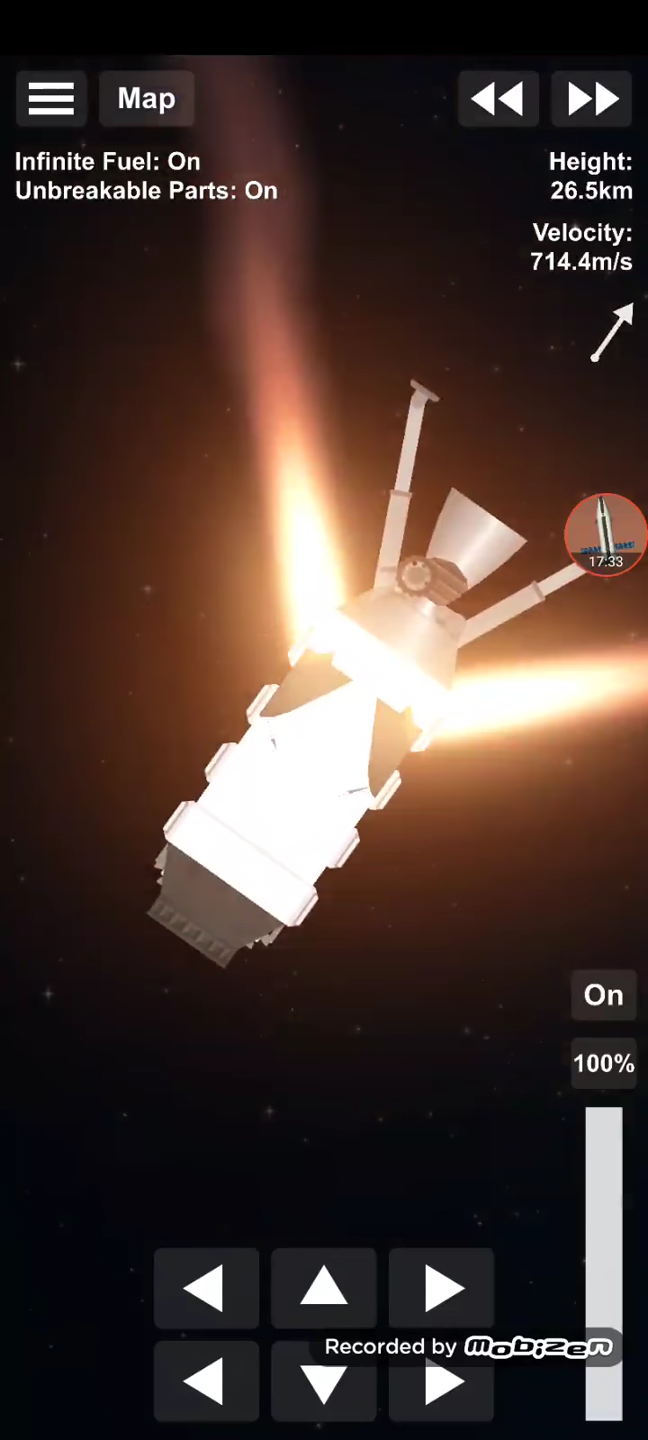 Map
Infinite Fuel: On
Unbreakable Parts: On
Height:
26.5km
Velocity:
714.4m/s
17:33
On
100%
Recorded by mobizen